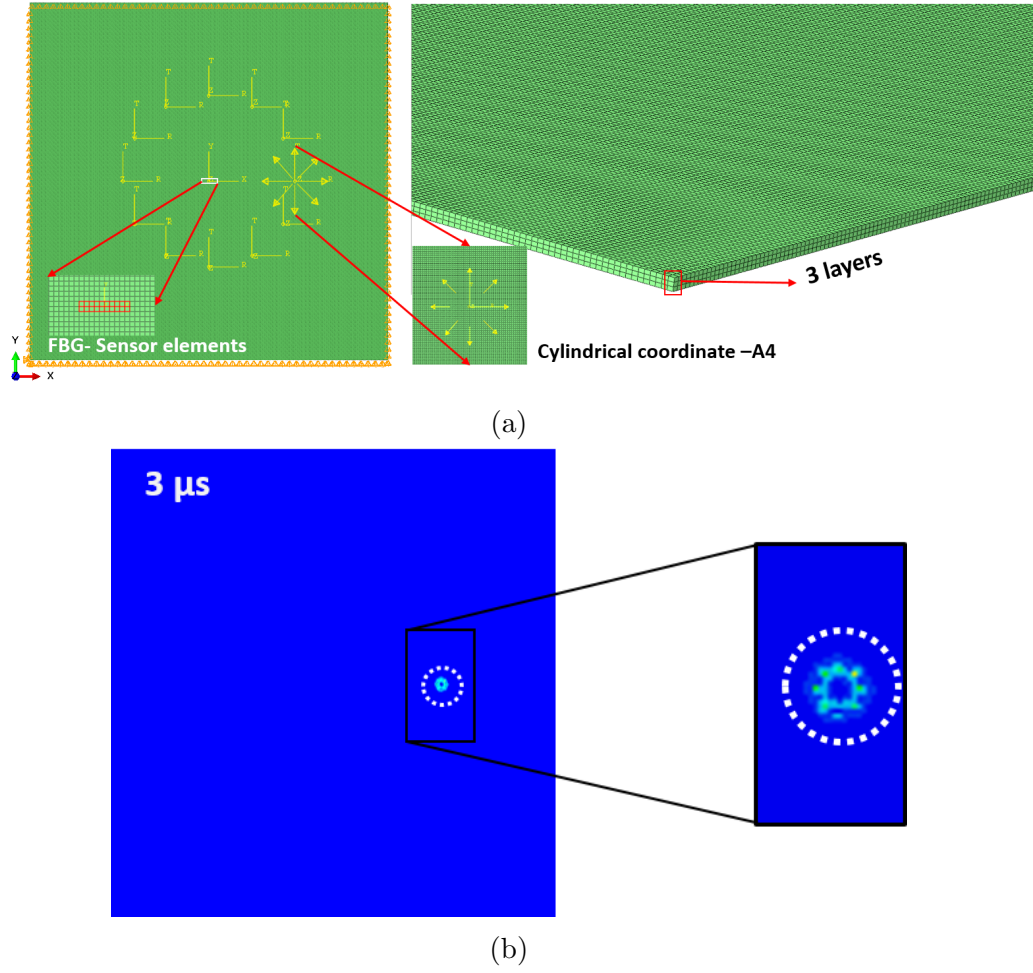 FBG- Sensor elements
Y
X
3 layers
Cylindrical coordinate –A4
(a)
3 µs
(b)